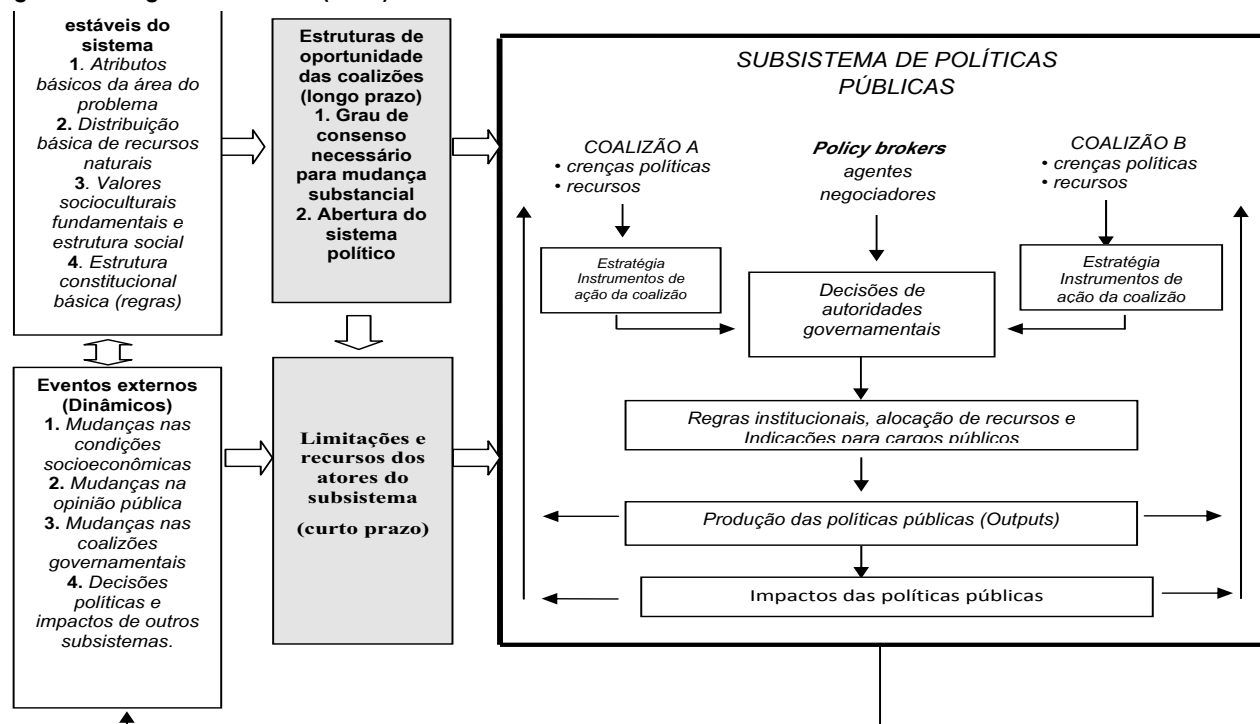 estáveis do
sistema
1. Atributos
básicos da área do
problema
2. Distribuição
básica de recursos
naturais
3. Valores
socioculturais
fundamentais e
estrutura social
4. Estrutura
constitucional
básica (regras)
Eventos externos
(Dinâmicos)
1. Mudanças nas
condições
socioeconômicas
2. Mudanças na
opinião pública
3. Mudanças nas
coalizões
governamentais
4. Decisões
políticas e
impactos de outros
subsistemas.
Estruturas de
oportunidade
das coalizões
(longo prazo)
1. Grau de
consenso
necessário
para mudança
substancial
2. Abertura do
sistema
político
Limitações e
recursos dos
atores do
subsistema
(curto prazo)
SUBSISTEMA DE POLÍTICAS
PÚBLICAS
COALIZÃO A
• crenças políticas
• recursos
Policy brokers
agentes
negociadores
COALIZÃO B
• crenças políticas
• recursos
Estratégia
Instrumentos de
ação da coalizão
Decisões de
autoridades
governamentais
Estratégia
Instrumentos de
ação da coalizão
Regras institucionais, alocação de recursos e
Indicações para cargos públicos
Produção das políticas públicas (Outputs)
Impactos das políticas públicas